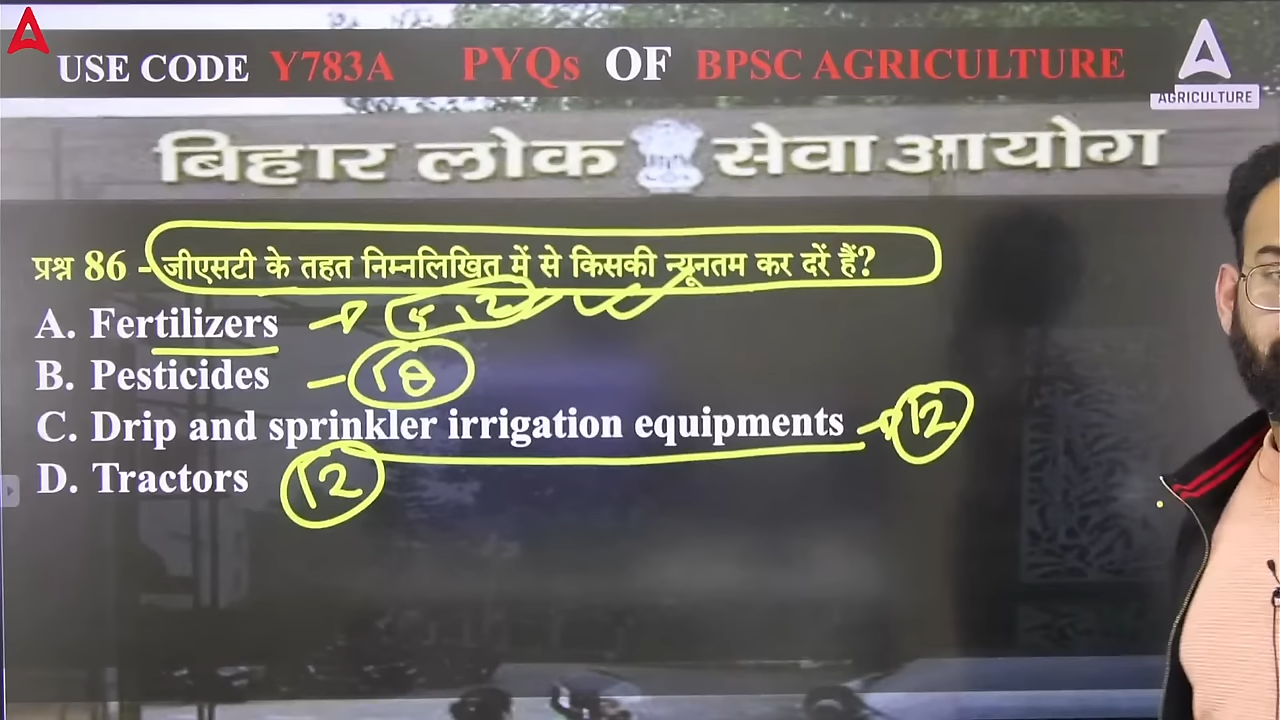 USE CODE Y783A PYQs OF BPSC AGRICULTURE
AGRICULTURE
बिहार लोक सेवा आयोग
प्रश्न 86 - जीएसटी के तहत निम्नलिखित में से किसकी न्यूनतम कर दरें हैं?
A. Fertilizers
B. Pesticides - 18
C. Drip and sprinkler irrigation equipments 12
D. Tractors 12